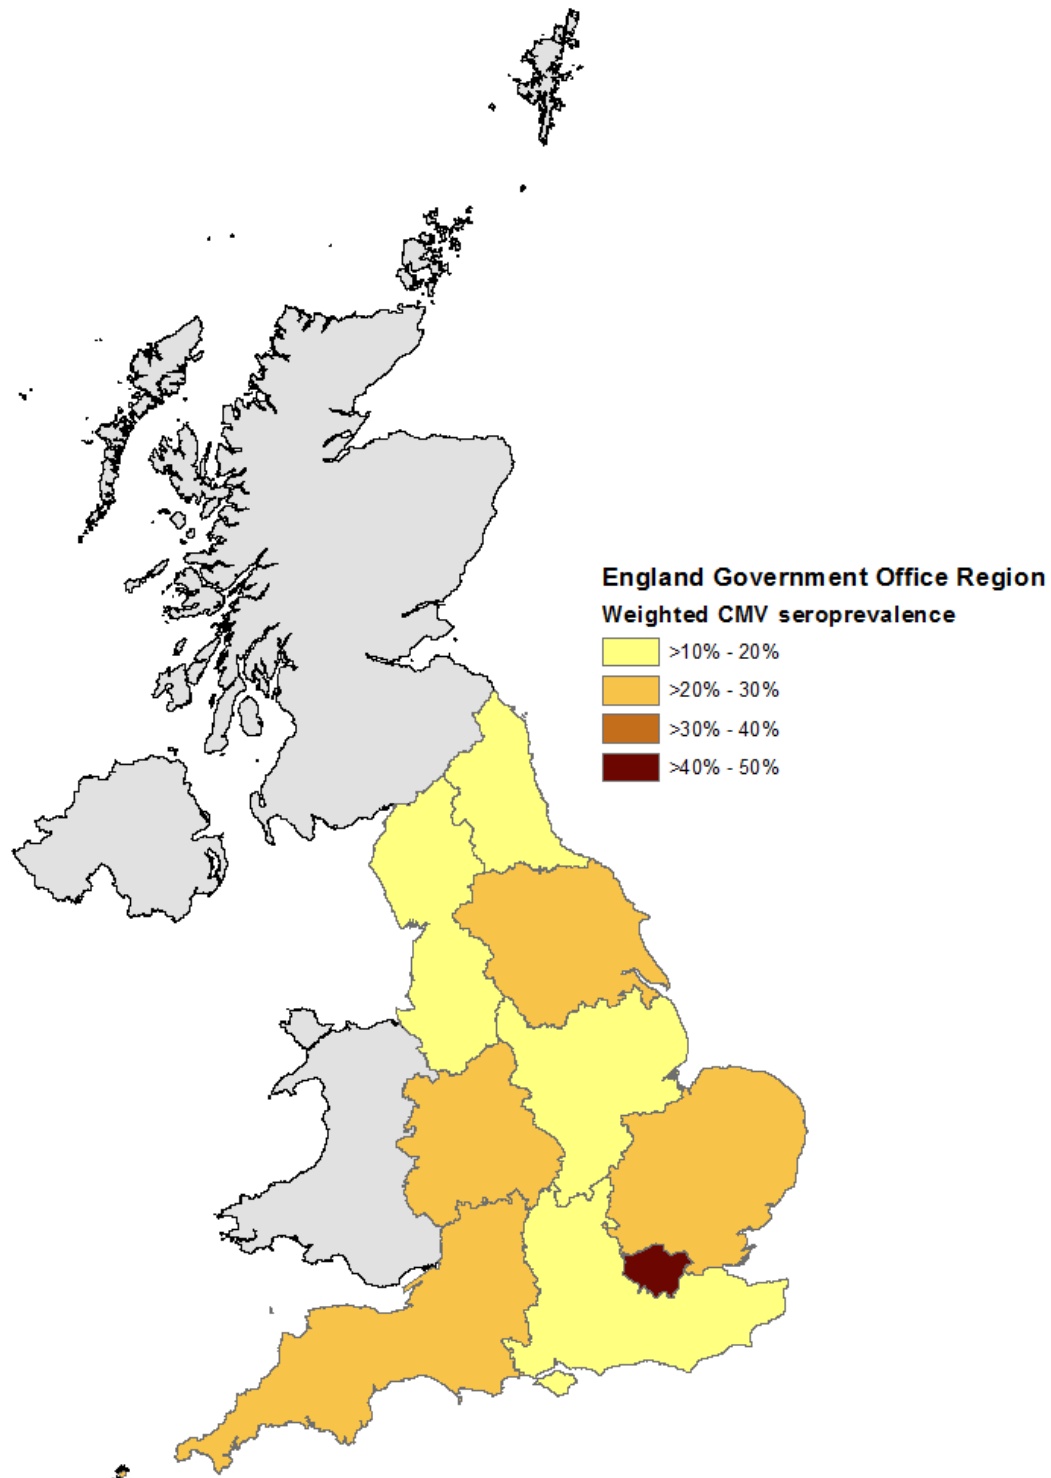 England Government Office Region
Weighted CMV seroprevalence
>10% - 20%
>20% - 30%
>30% - 40%
>40% - 50%